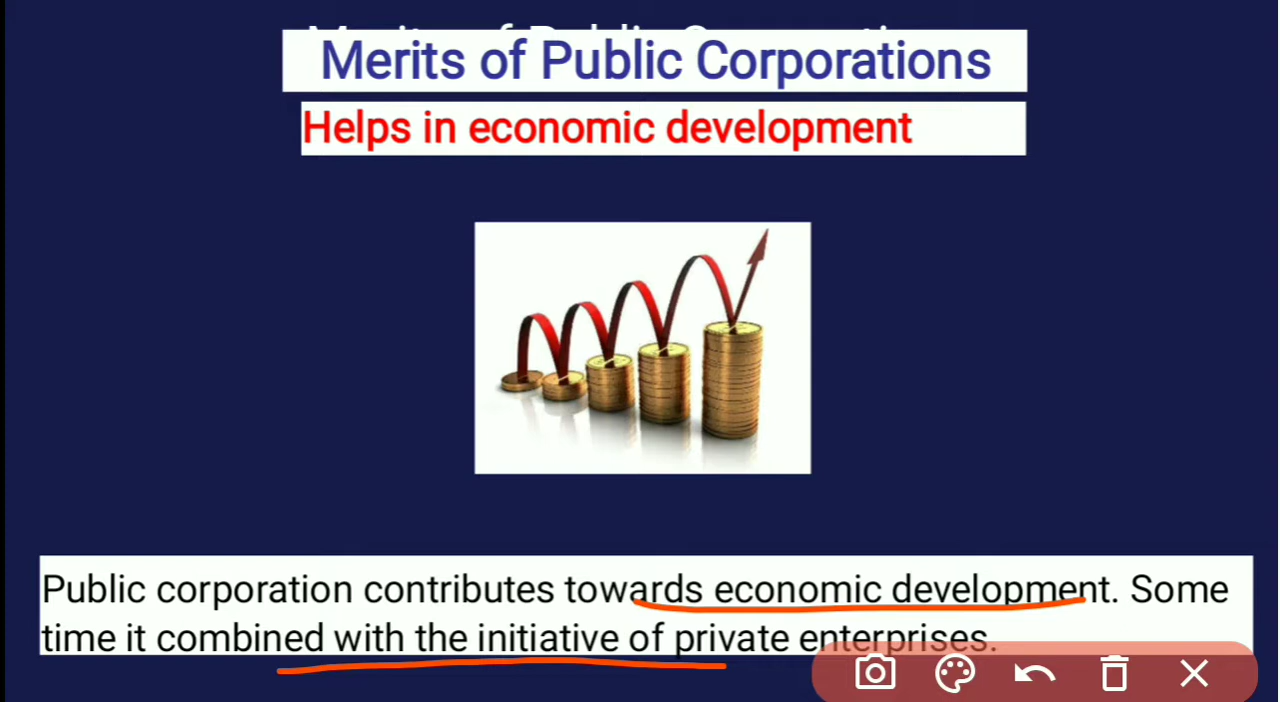 Merits of Public Corporations
Helps in economic development
Public corporation contributes towards economic development. Some
time it combined with the initiative of private enterprises.